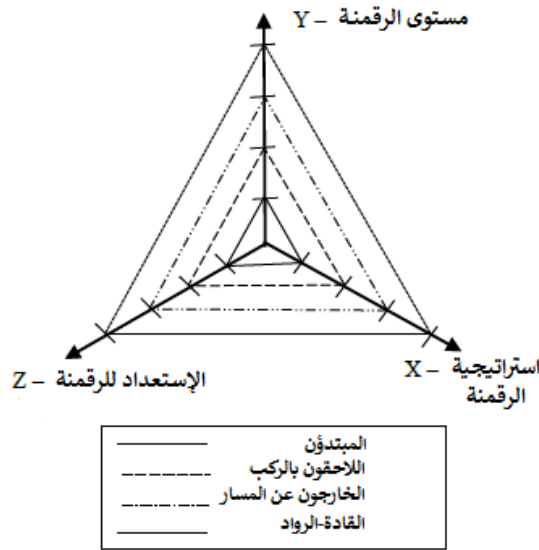 Y – مستوى الرقمنة
Z – الإستعداد للرقمنة
X – استراتيجية
الرقمنة
المبتدؤن
اللاحقون بالركب
الخارجون عن المسار
القادة-الرواد